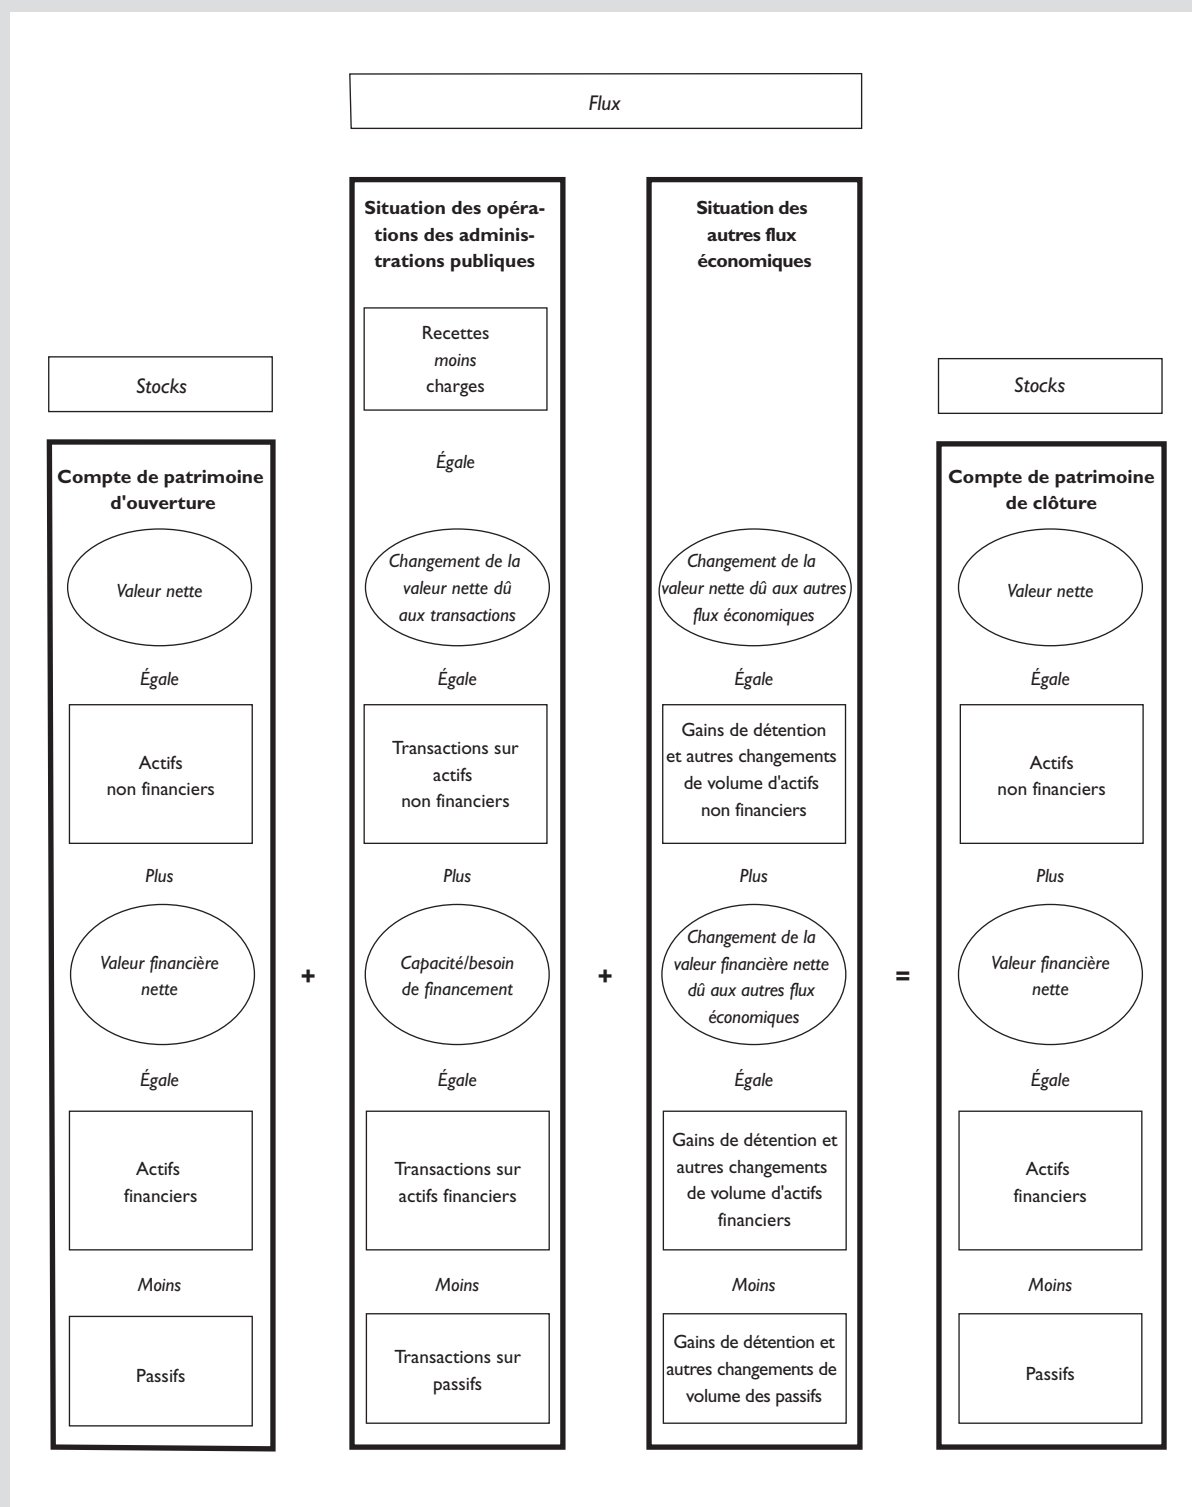 Flux
Stocks
Compte de patrimoine
d'ouverture
Valeur nette
Égale
Actifs
non financiers
Plus
Valeur financière
nette
Égale
Actifs
financiers
Moins
Passifs
+
Situation des opéra-
tions des adminis-
trations publiques
Recettes
moins
charges
Égale
Changement de la
valeur nette dû
aux transactions
Égale
Transactions sur
actifs
non financiers
Plus
Capacité/besoin
de financement
Égale
Transactions sur
actifs financiers
Moins
Transactions sur
passifs
+
Situation des
autres flux
économiques
Changement de la
valeur nette dû aux autres
flux économiques
Égale
Gains de détention
et autres changements
de volume d'actifs
non financiers
Plus
Changement de la
valeur financière nette
dû aux autres flux
économiques
Égale
Gains de détention et
autres changements
de volume d'actifs
financiers
Moins
Gains de détention et
autres changements de
volume des passifs
=
Stocks
Compte de patrimoine
de clôture
Valeur nette
Égale
Actifs
non financiers
Plus
Valeur financière
nette
Égale
Actifs
financiers
Moins
Passifs